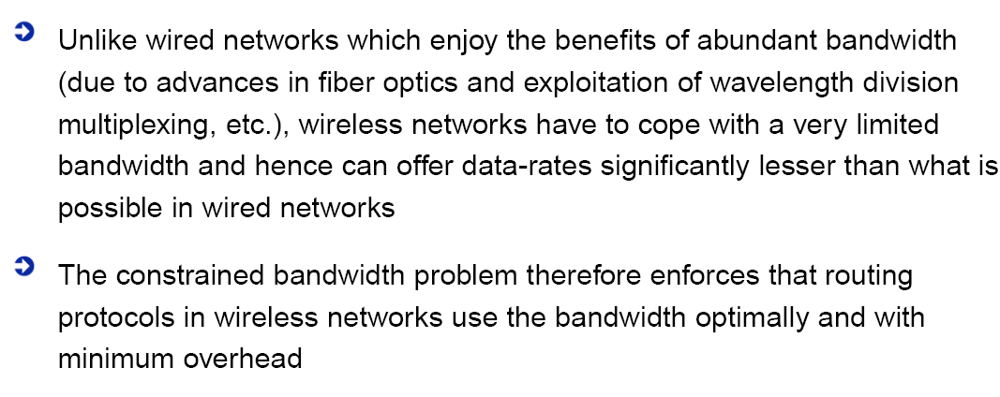 Unlike wired networks which enjoy the benefits of abundant bandwidth
(due to advances in fiber optics and exploitation of wavelength division
multiplexing, etc.), wireless networks have to cope with a very limited
bandwidth and hence can offer data-rates significantly lesser than what is
possible in wired networks
The constrained bandwidth problem therefore enforces that routing
protocols in wireless networks use the bandwidth optimally and with
minimum overhead